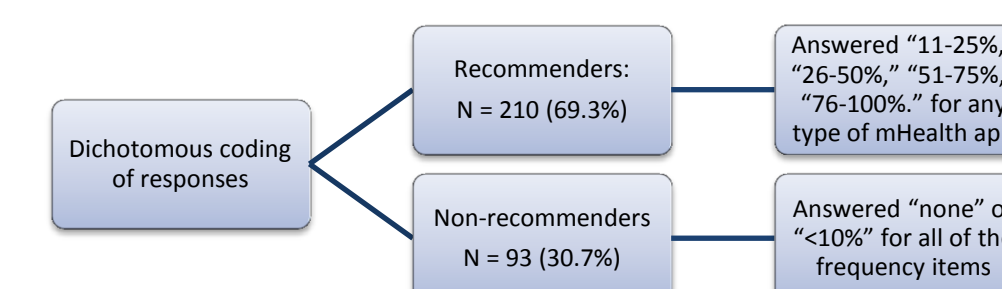 Dichotomous coding
of responses
Recommenders:
N = 210 (69.3%)
Answered “11-25%,
“26-50%,” “51-75%,
“76-100%.” for any
type of mHealth ap
Non-recommenders
N = 93 (30.7%)
Answered “none” o
“<10%” for all of the
frequency items